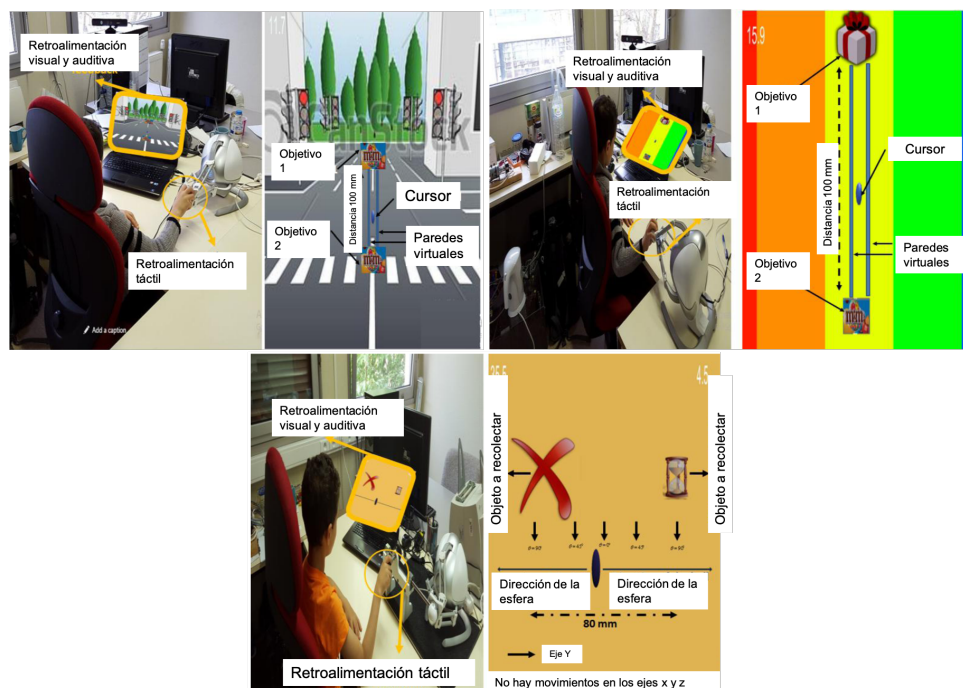 Retroalimentación
visual y auditiva
Retroalimentación
táctil
Add a caption
11.7
Objetivo
1
Distancia 100 mm
Cursor
Objetivo
2
Paredes
virtuales
Retroalimentación
visual y auditiva
Retroalimentación
táctil
15.9
Objetivo
1
Cursor
Distancia 100 mm
Objetivo
2
Paredes
virtuales
Retroalimentación
visual y auditiva
Retroalimentación táctil
4.5
Objeto a recolectar
Objeto a recolectar
Dirección de la
esfera
Dirección de la
esfera
80 mm
Eje Y
No hay movimientos en los ejes x y z